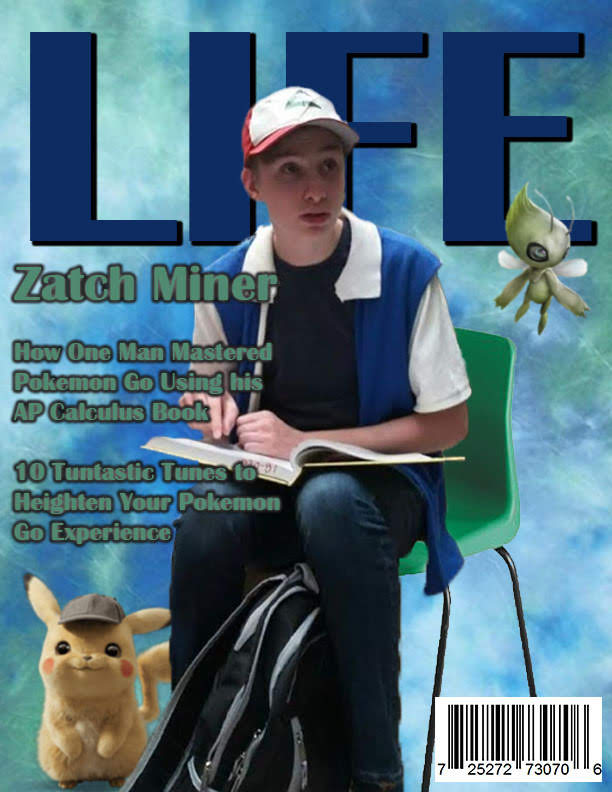 LIFE
Zatch Miner
How One Man Mastered
Pokemon Go Using his
AP Calculus Book
10 Tuntastic Tunes to
Heighten Your Pokemon
Go Experience
7 25272 73070 6